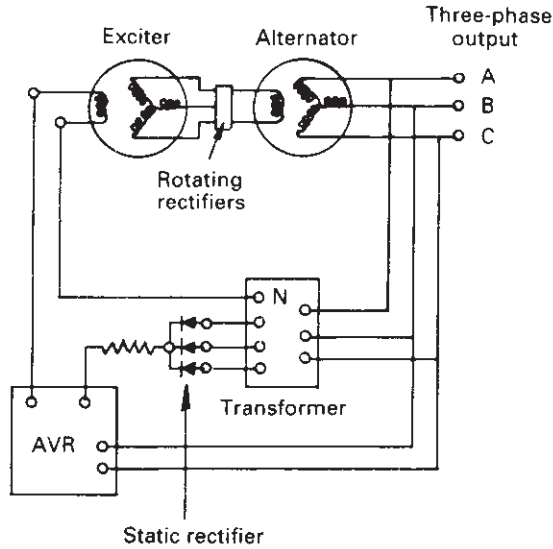 Three-phase
output
Exciter
Alternator
A
B
C
Rotating
rectifiers
N
Transformer
AVR
Static rectifier